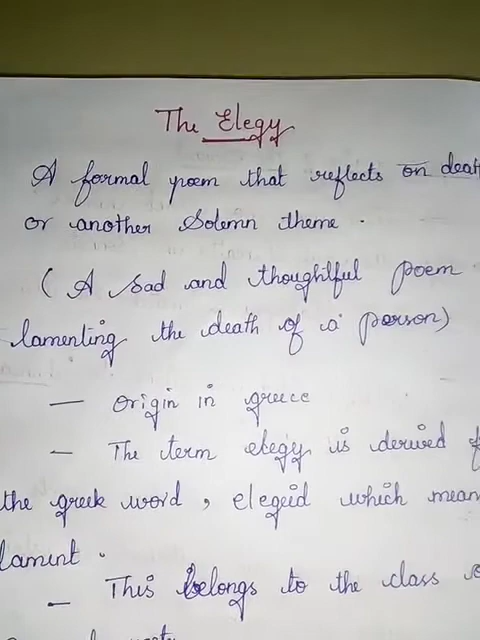 The Elegy
A formal poem that reflects on death
or another Solemn theme .
( A sad and thoughtful poem
lamenting the death of a person)
— Origin in greece
— The term elegy is derived
the greek word , elegeid which mean
lament .
— This belongs to the class